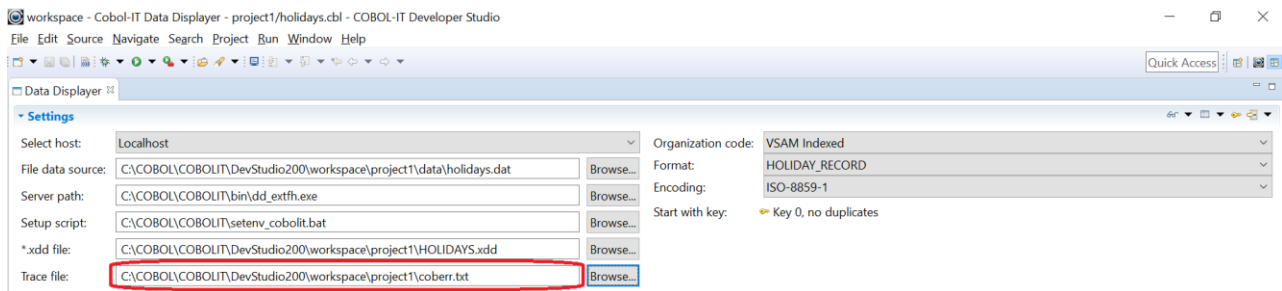 workspace - Cobol-IT Data Displayer - project1/holidays.cbl - COBOL-IT Developer Studio
File Edit Source Navigate Search Project Run Window Help
Quick Access
Data Displayer
Settings
Select host: Localhost Organization code: VSAM Indexed
File data source: C:\COBOL\COBOLIT\DevStudio200\workspace\project1\data\holidays.dat Browse... Format: HOLIDAY_RECORD
Server path: C:\COBOL\COBOLIT\bin\dd_extfh.exe Browse... Encoding: ISO-8859-1
Setup script: C:\COBOL\COBOLIT\setenv_cobolit.bat Browse... Start with key: Key 0, no duplicates
*.xdd file: C:\COBOL\COBOLIT\DevStudio200\workspace\project1\HOLIDAYS.xdd Browse...
Trace file: C:\COBOL\COBOLIT\DevStudio200\workspace\project1\coberr.txt Browse...